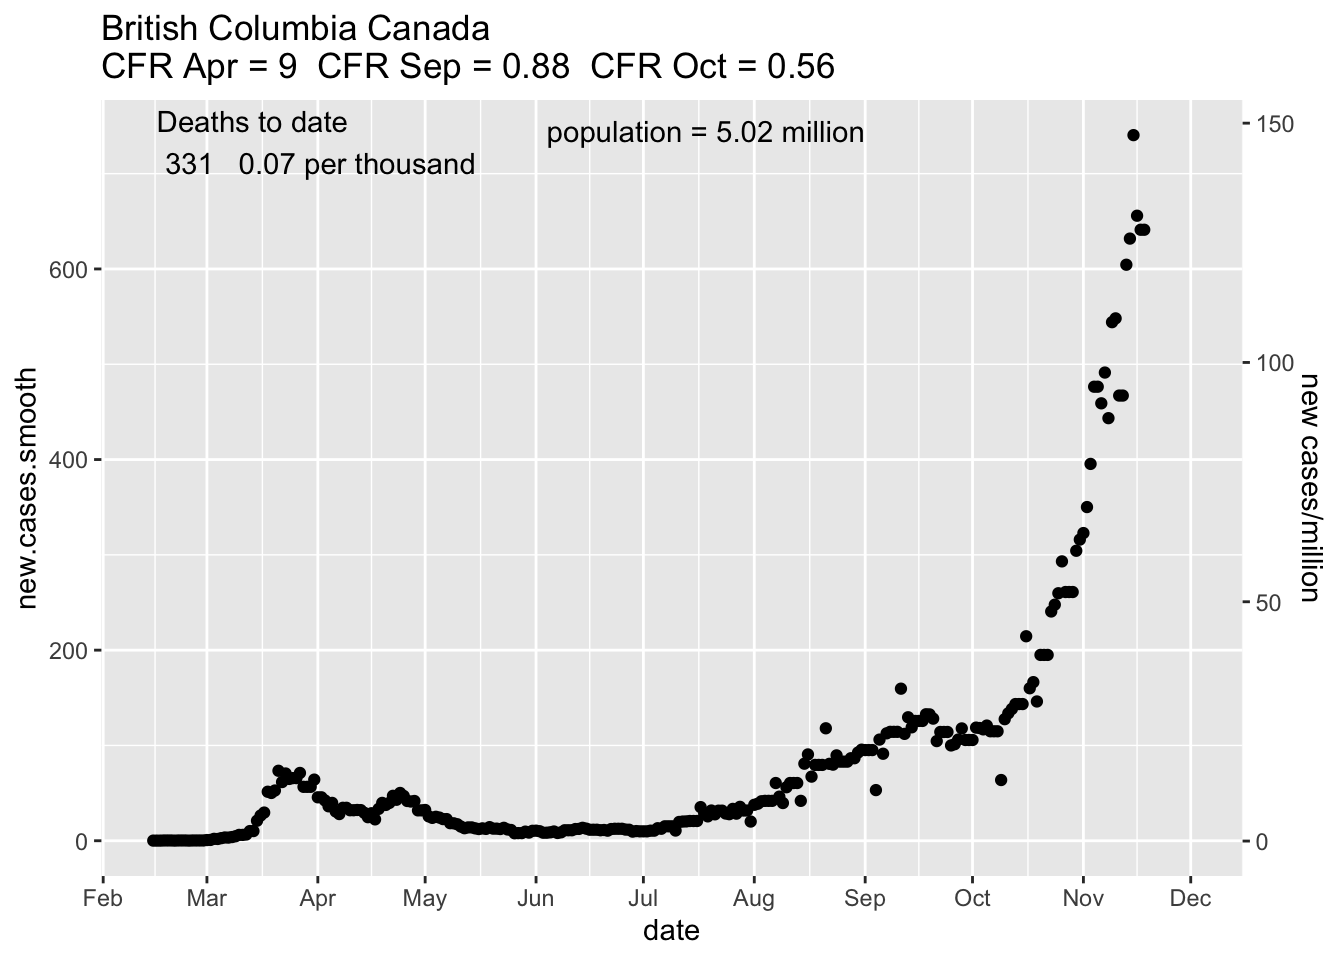 British Columbia Canada
CFR Apr = 9 CFR Sep = 0.88 CFR Oct = 0.56
Deaths to date
331 0.07 per thousand
population = 5.02 million
new.cases.smooth
600
400
200
0
150
100
50
0
new cases/million
Feb Mar Apr May Jun Jul Aug Sep Oct Nov Dec
date